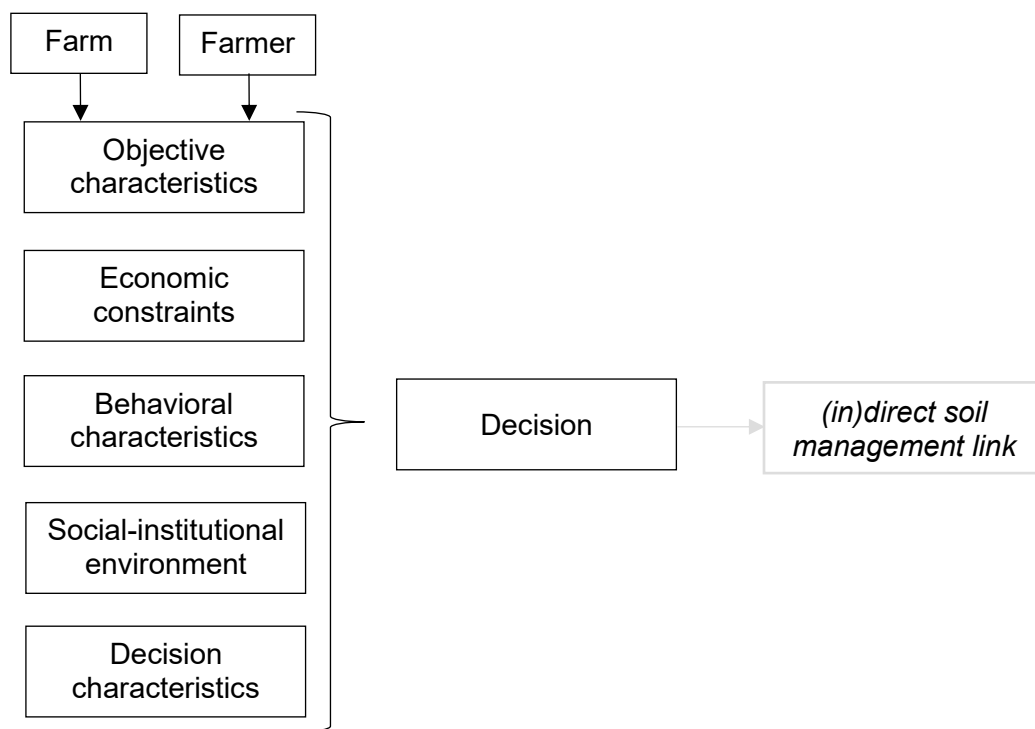 Farm
Farmer
Objective
characteristics
Economic
constraints
Behavioral
characteristics
Social-institutional
environment
Decision
characteristics
Decision
(in)direct soil
management link